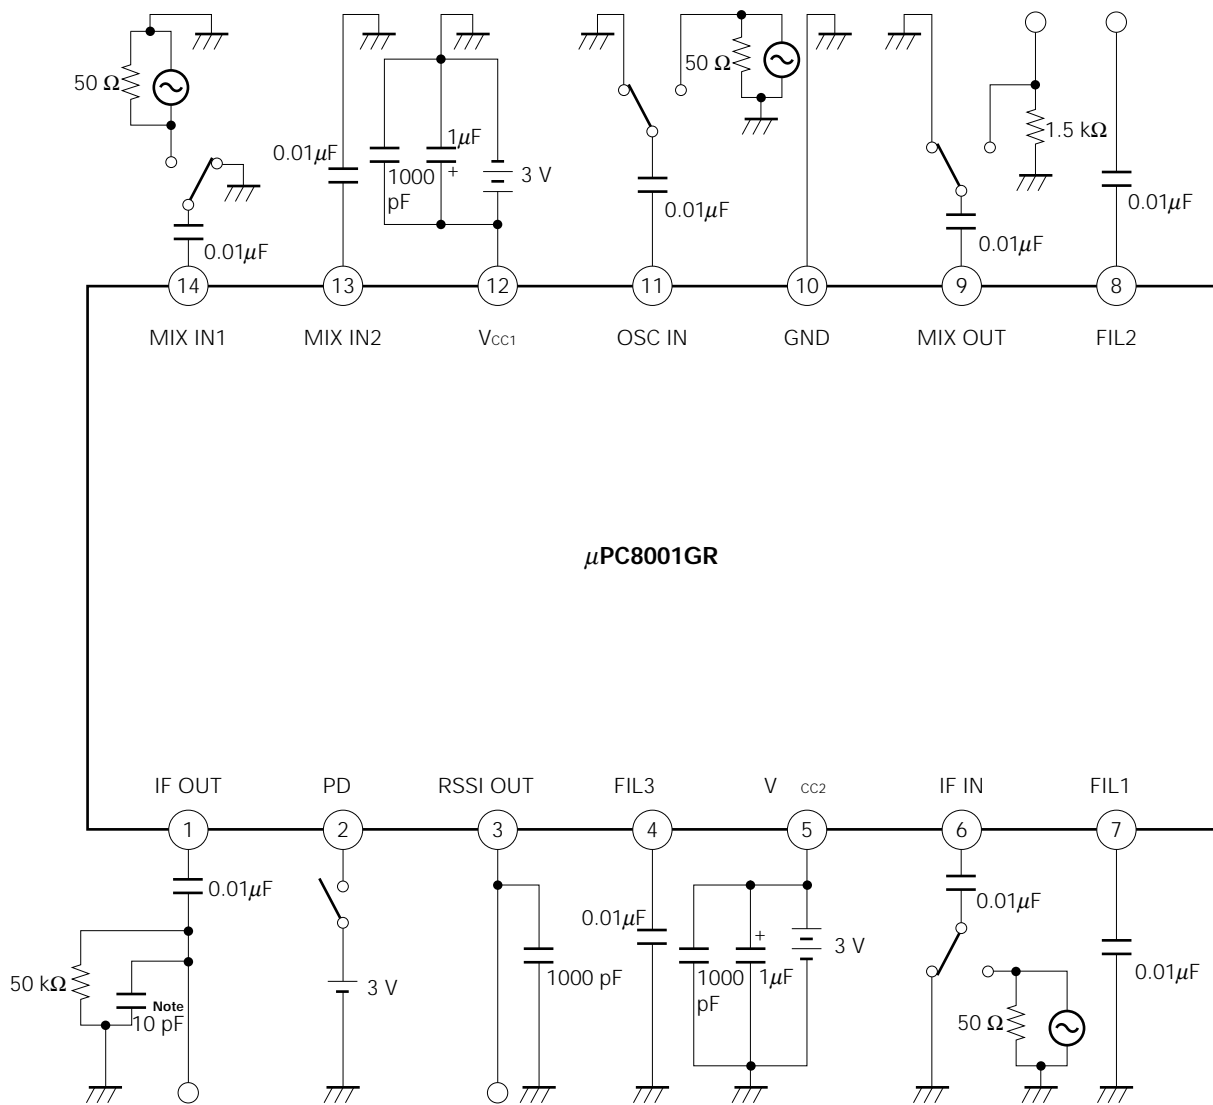 50 Ω
0.01μF
0.01μF
1000
pF
1μF
+
3 V
0.01μF
50 Ω
0.01μF
1.5 kΩ
0.01μF
14
13
12
11
10
9
8
MIX IN1
MIX IN2
VCC1
OSC IN
GND
MIX OUT
FIL2
μPC8001GR
IF OUT
PD
RSSI OUT
FIL3
V CC2
IF IN
FIL1
1
2
3
4
5
6
7
0.01μF
50 kΩ
Note
10 pF
3 V
1000 pF
0.01μF
1000
pF
+
1μF
3 V
0.01μF
50 Ω
0.01μF